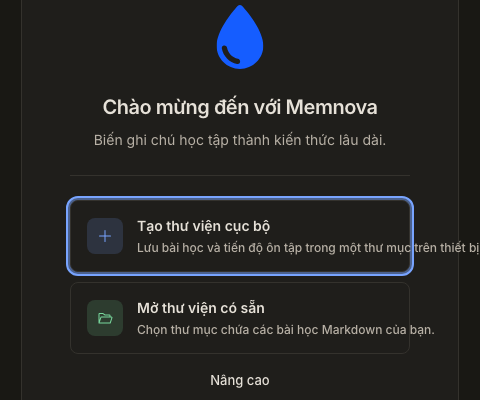 Chào mừng đến với Memnova
Biến ghi chú học tập thành kiến thức lâu dài.
Tạo thư viện cục bộ
Lưu bài học và tiến độ ôn tập trong một thư mục trên thiết bị
Mở thư viện có sẵn
Chọn thư mục chứa các bài học Markdown của bạn.
Nâng cao